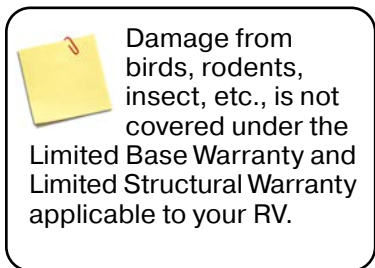 Damage from
birds, rodents,
insect, etc., is not
covered under the
Limited Base Warranty and
Limited Structural Warranty
applicable to your RV.